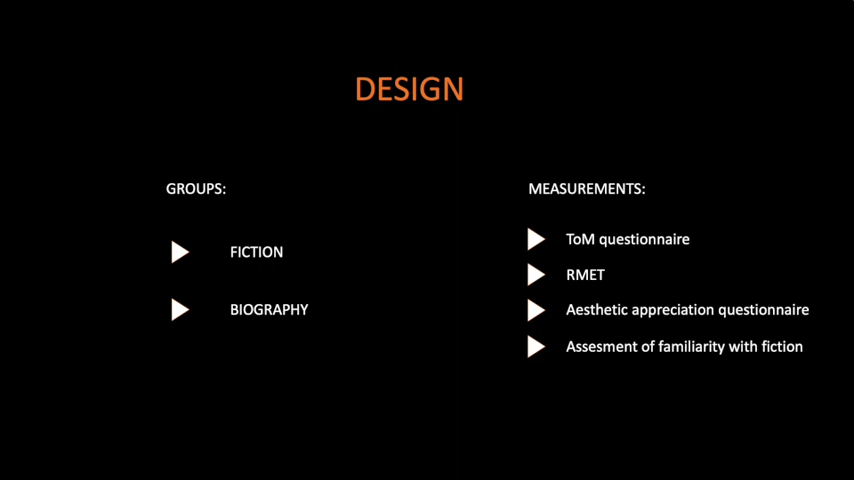 DESIGN
GROUPS:
FICTION
BIOGRAPHY
MEASUREMENTS:
ToM questionnaire
RMET
Aesthetic appreciation questionnaire
Assesment of familiarity with fiction